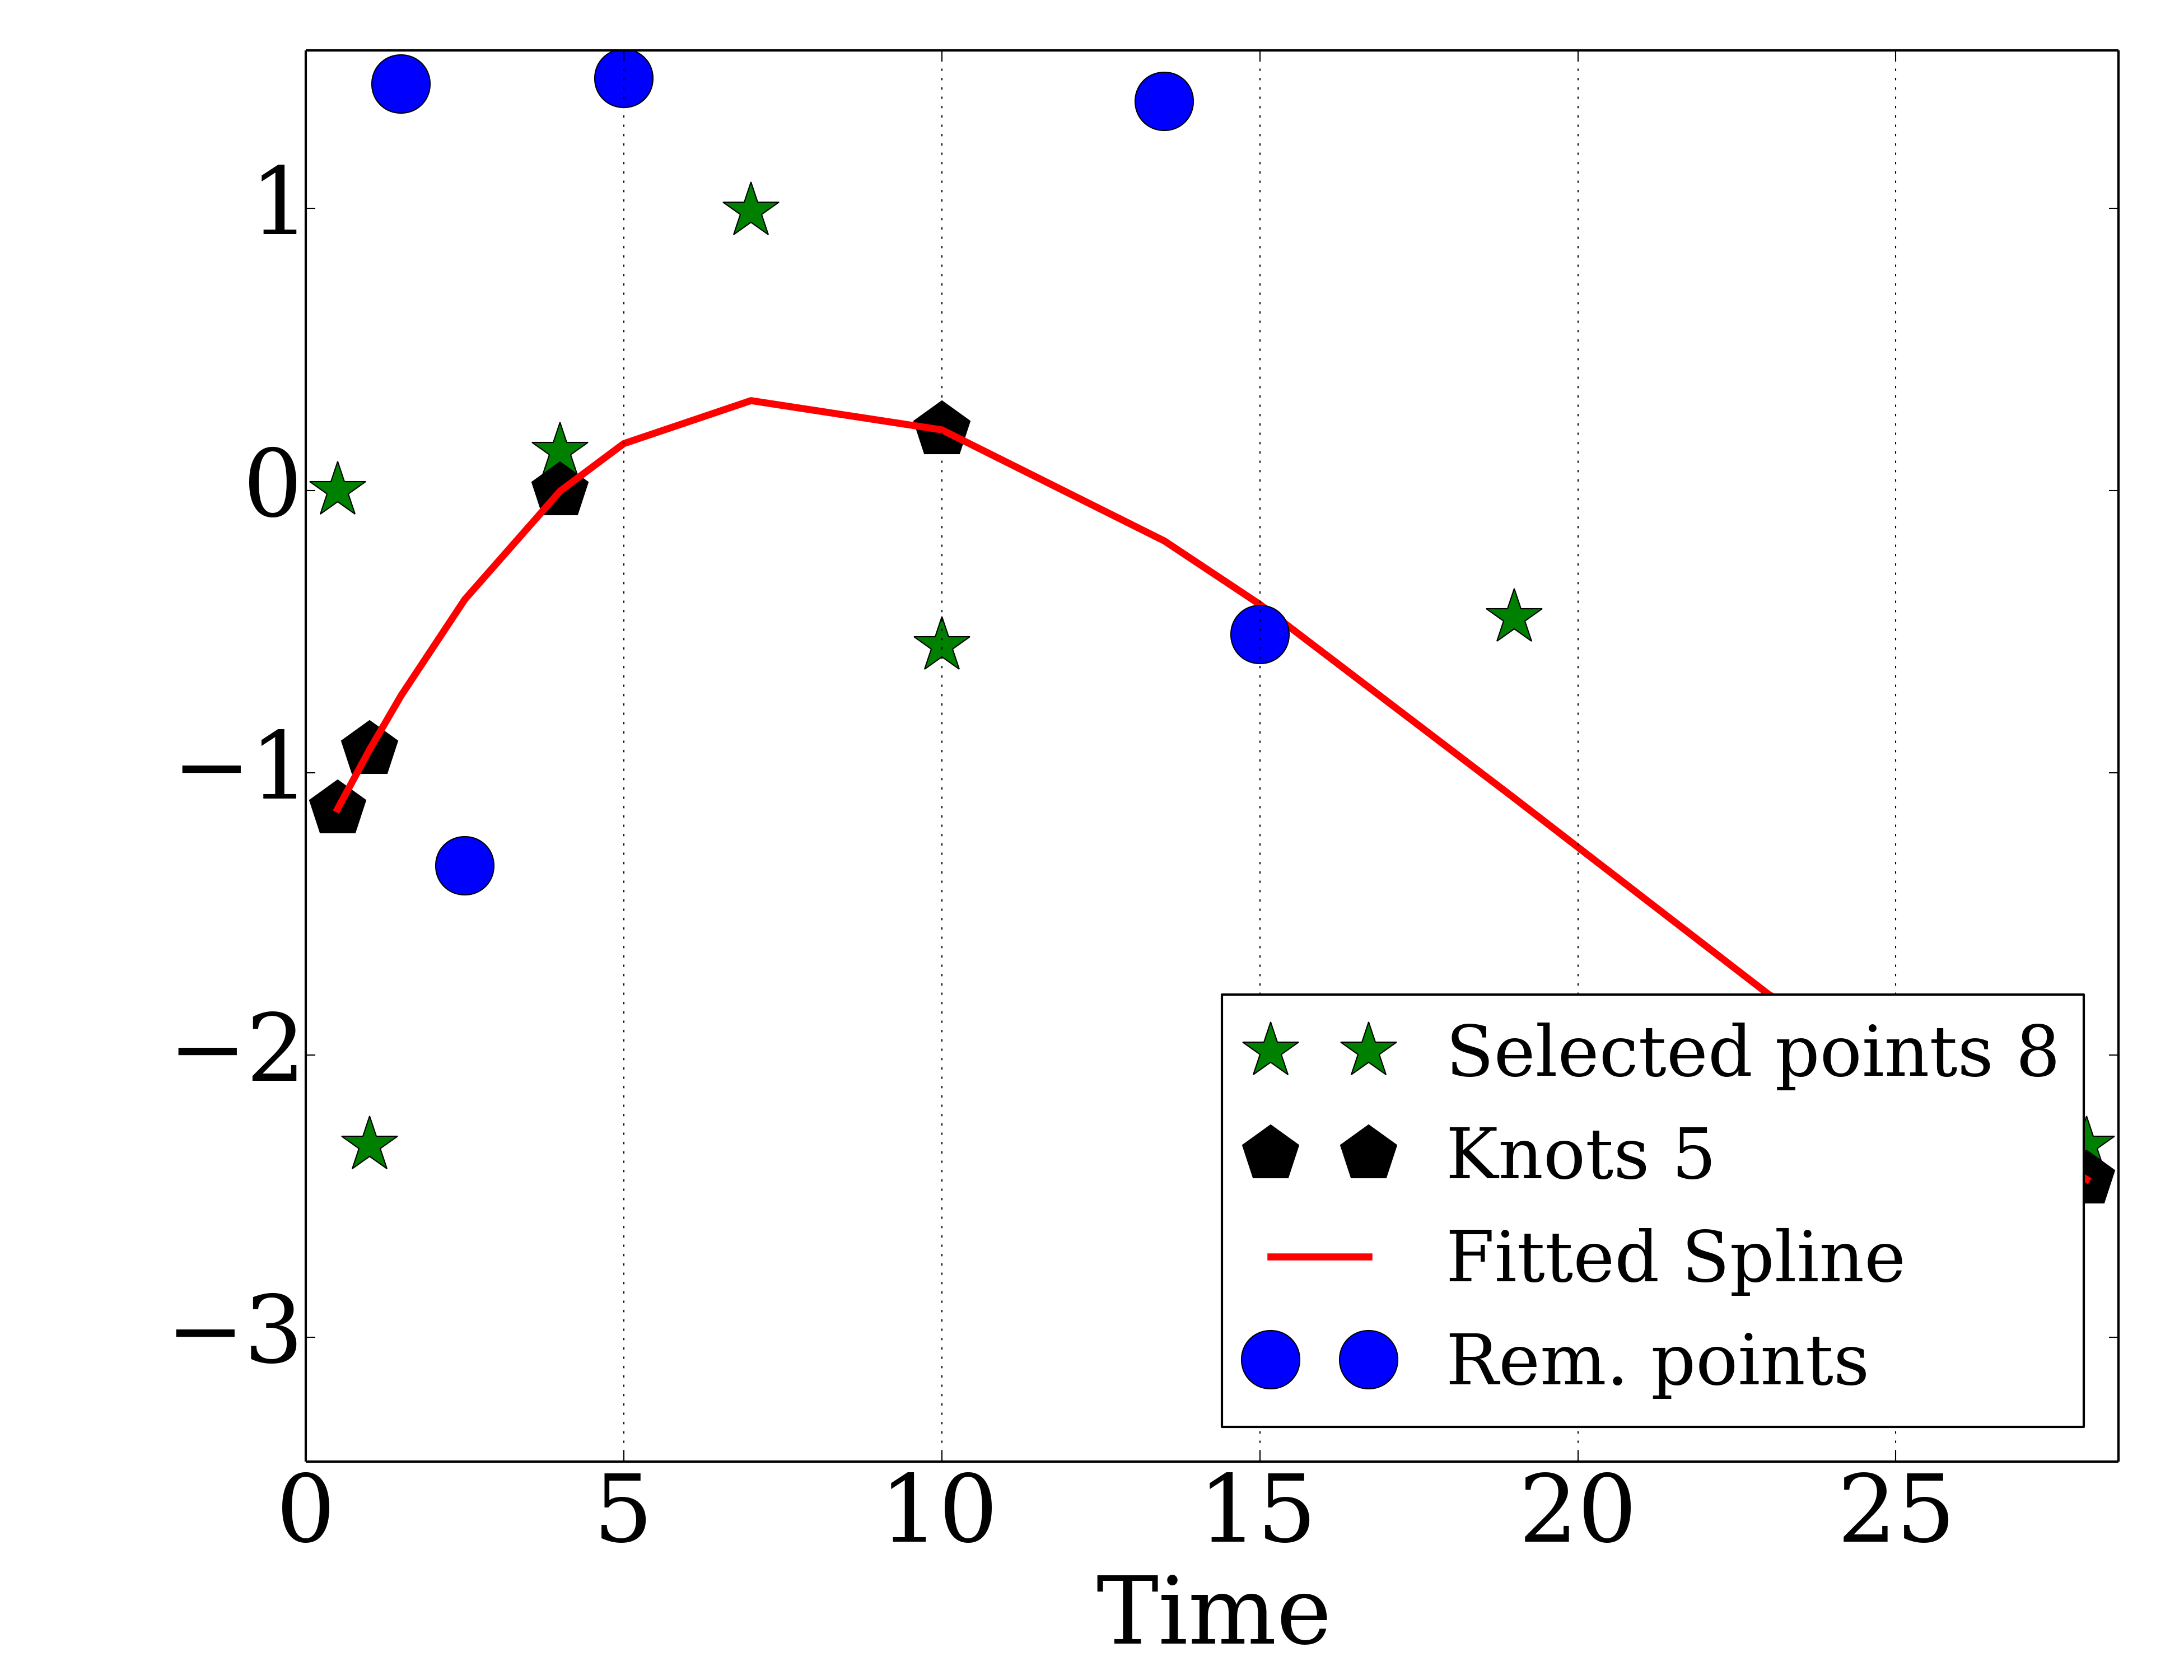 1
0
−1
−2
−3
0 5 10 15 20 25
Time
Selected points 8
Knots 5
Fitted Spline
Rem. points